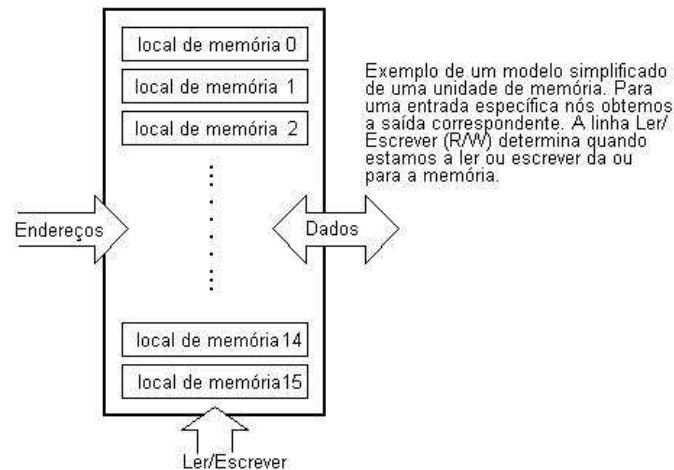 local de memória 0
local de memória 1
local de memória 2
Exemplo de um modelo simplificado
de uma unidade de memória. Para
uma entrada específica nós obtemos
a saída correspondente. A linha Ler/
Escrever (R/W) determina quando
estamos a ler ou escrever da ou
para a memória.
Endereços
Dados
local de memória 14
local de memória 15
Ler/Escrever